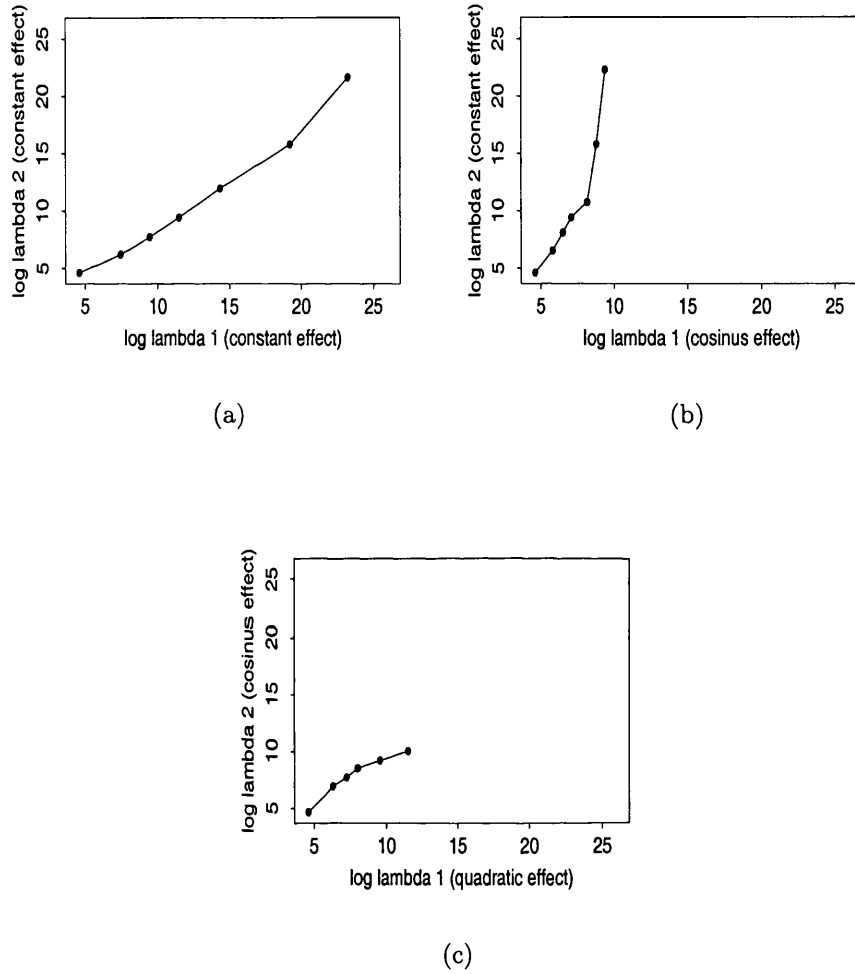 log lambda 2 (constant effect)
25
20
15
10
5
5 10 15 20 25
log lambda 1 (constant effect)
(a)
log lambda 2 (constant effect)
25
20
15
10
5
5 10 15 20 25
log lambda 1 (cosinus effect)
(b)
log lambda 2 (cosinus effect)
25
20
15
10
5
5 10 15 20 25
log lambda 1 (quadratic effect)
(c)